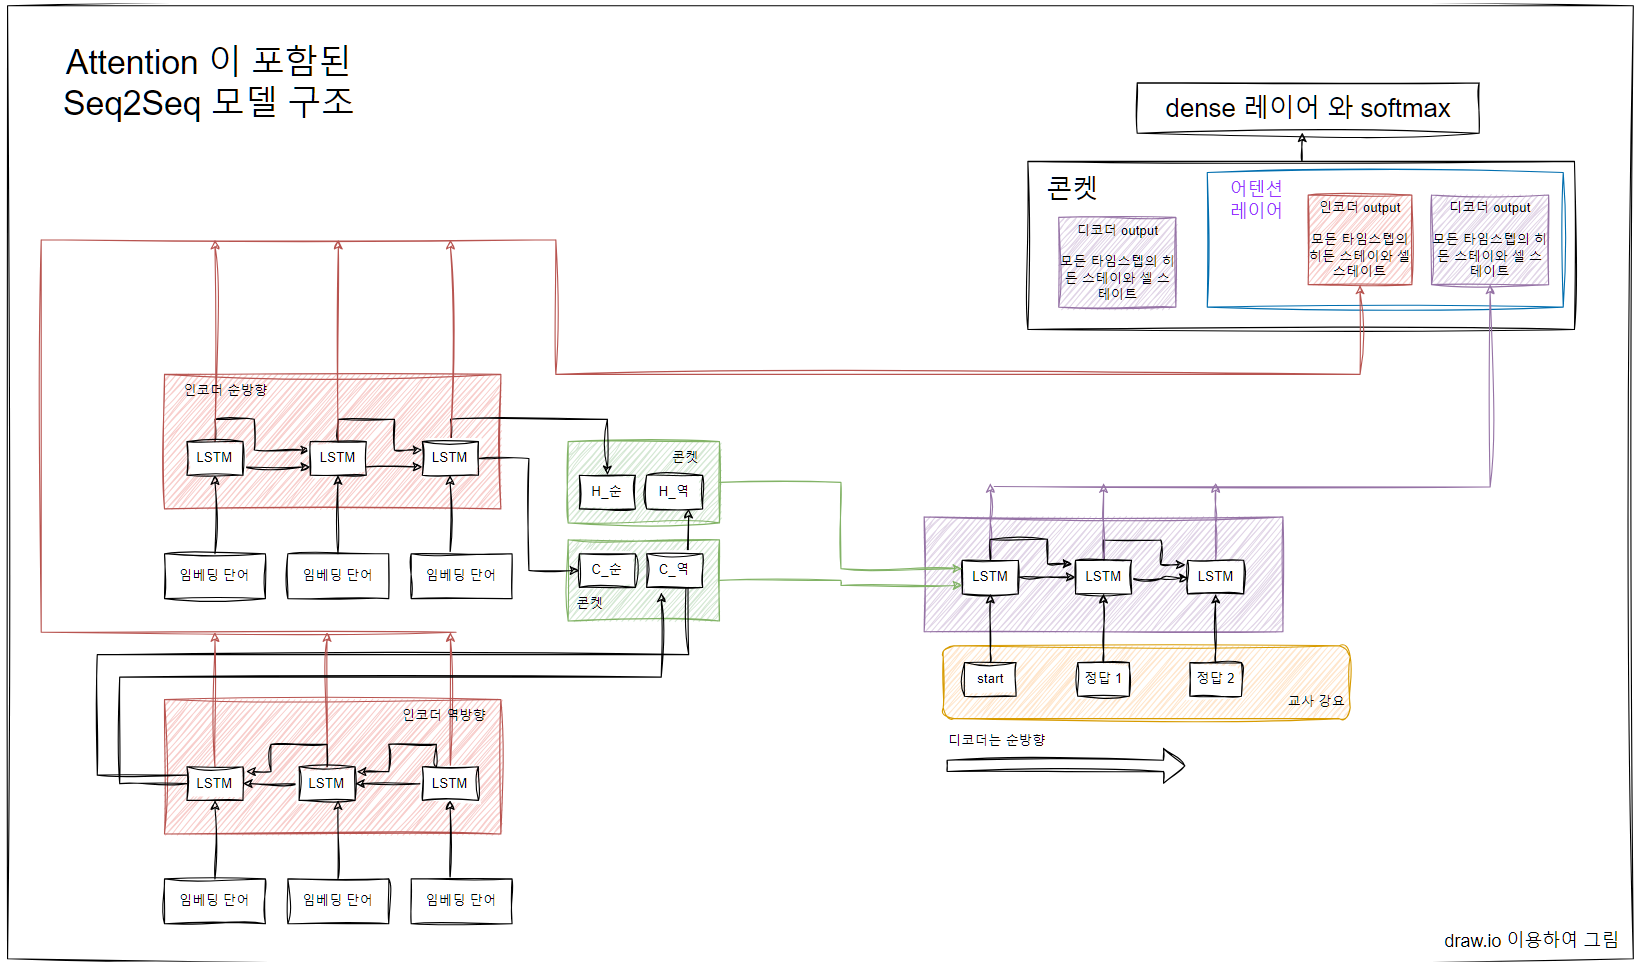 Attention 이 포함된
Seq2Seq 모델 구조
dense 레이어 와 softmax
콘켓
어텐션
레이어
디코더 output
모든 타임스텝의 히
든 스테이와 셀 스
테이트
인코더 output
모든 타임스텝의
히든 스테이와 셀
스테이트
디코더 output
모든 타임스텝의 히
든 스테이와 셀 스
테이트
인코더 순방향
LSTM
LSTM
LSTM
임베딩 단어
임베딩 단어
임베딩 단어
콘켓
H_순
H_역
C_순
C_역
콘켓
LSTM
LSTM
LSTM
start
정답 1
정답 2
교사 강요
디코더는 순방향
인코더 역방향
LSTM
LSTM
LSTM
임베딩 단어
임베딩 단어
임베딩 단어
draw.io 이용하여 그림